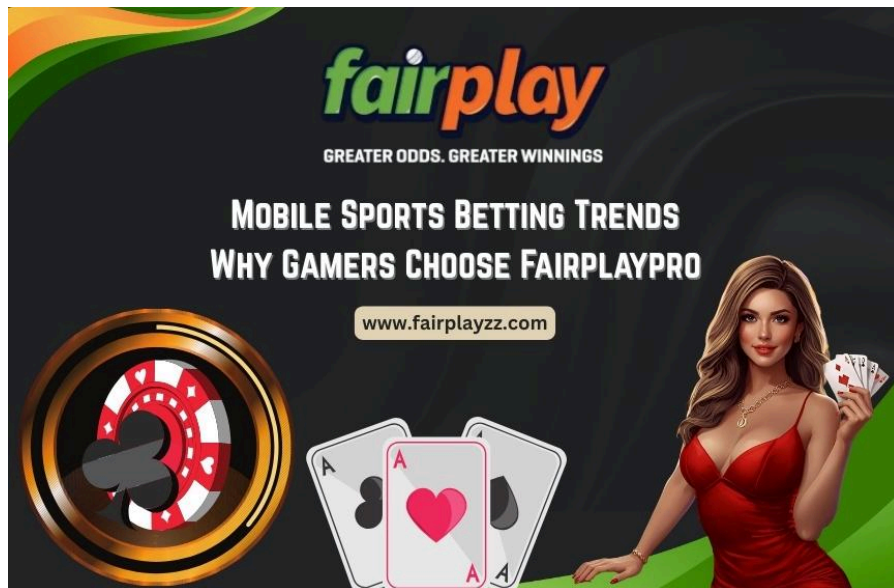 fairplay
GREATER ODDS. GREATER WINNINGS
MOBILE SPORTS BETTING TRENDS
WHY GAMERS CHOOSE FAIRPLAYPRO
www.fairplayzz.com
A
A
A
A
A